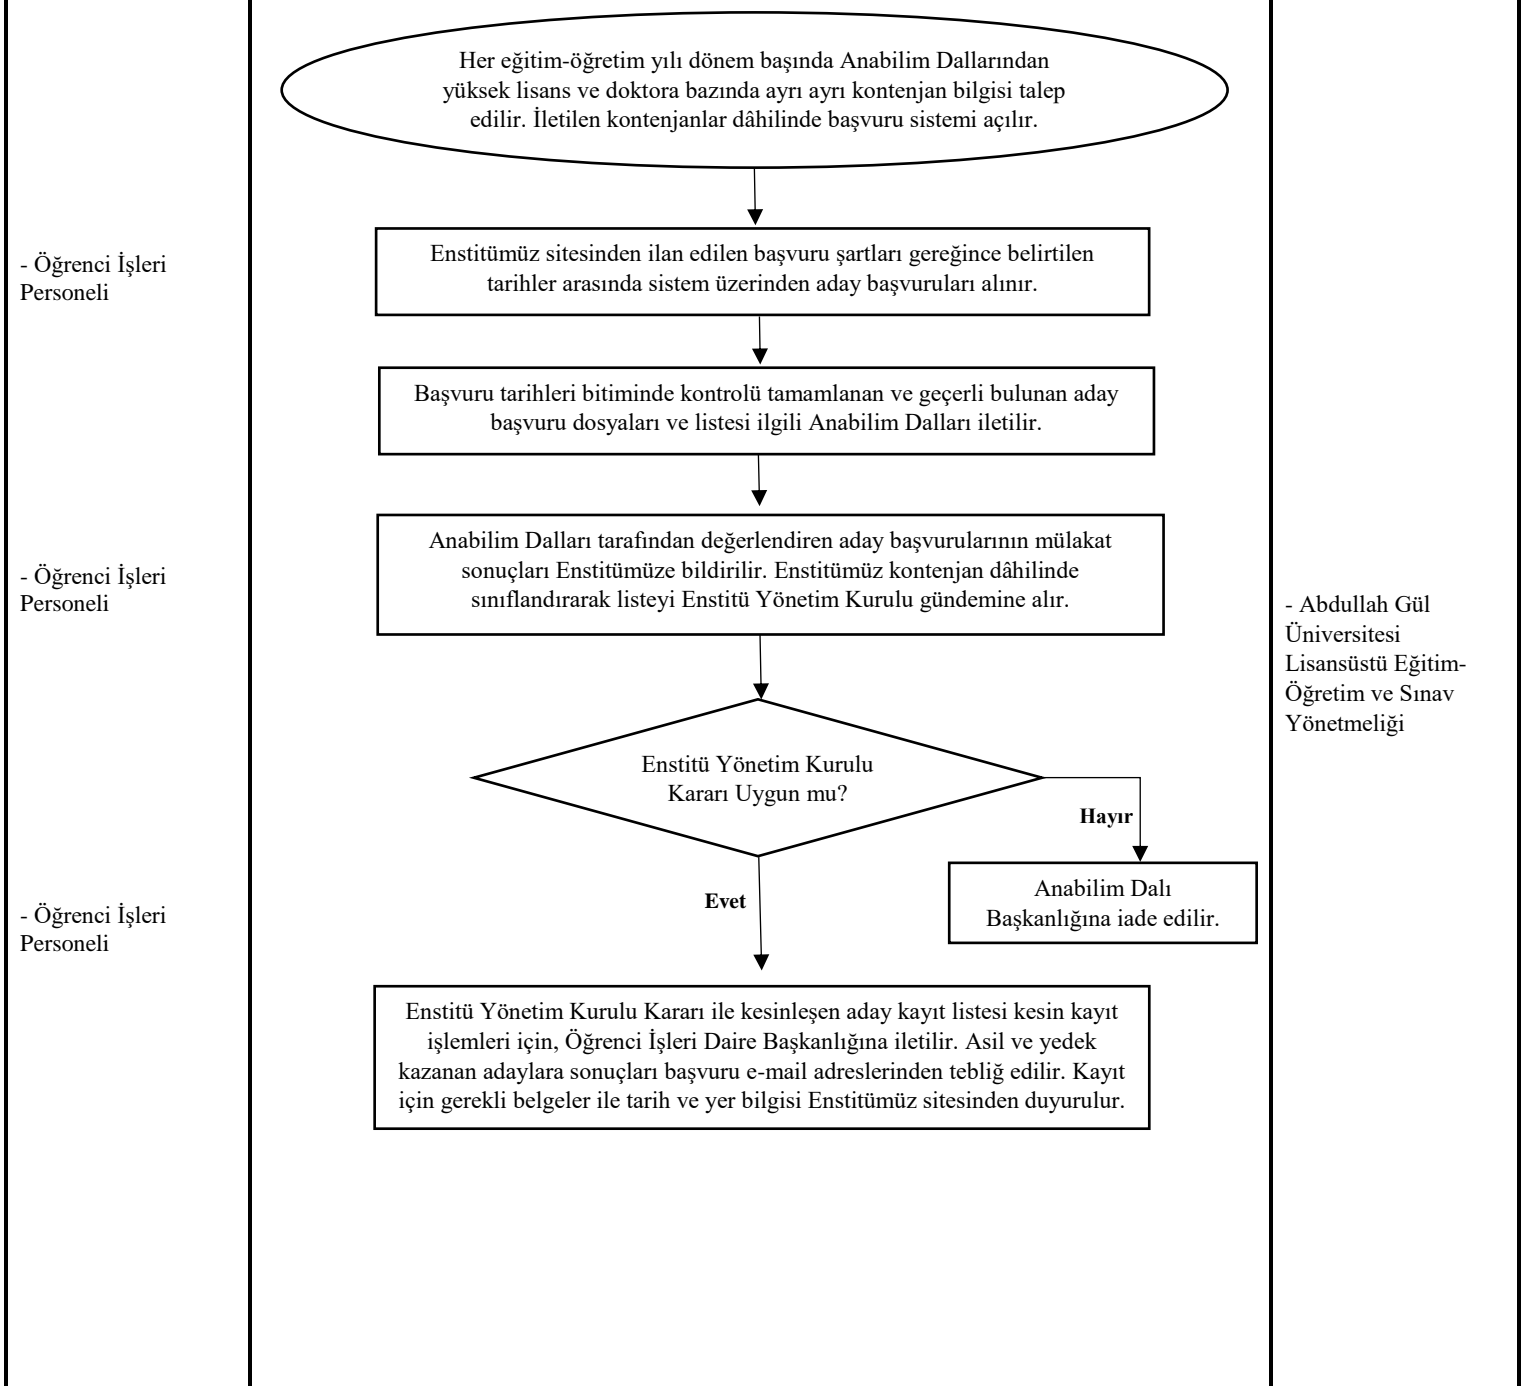 Her eğitim-öğretim yılı dönem başında Anabilim Dallarından
yüksek lisans ve doktora bazında ayrı ayrı kontenjan bilgisi talep
edilir. İletilen kontenjanlar dâhilinde başvuru sistemi açılır.
- Öğrenci İşleri
Personeli
Enstitümüz sitesinden ilan edilen başvuru şartları gereğince belirtilen
tarihler arasında sistem üzerinden aday başvuruları alınır.
Başvuru tarihleri bitiminde kontrolü tamamlanan ve geçerli bulunan aday
başvuru dosyaları ve listesi ilgili Anabilim Dalları iletilir.
- Öğrenci İşleri
Personeli
Anabilim Dalları tarafından değerlendiren aday başvurularının mülakat
sonuçları Enstitümüze bildirilir. Enstitümüz kontenjan dâhilinde
sınıflandırarak listeyi Enstitü Yönetim Kurulu gündemine alır.
- Abdullah Gül
Üniversitesi
Lisansüstü Eğitim-
Öğretim ve Sınav
Yönetmeliği
Enstitü Yönetim Kurulu
Kararı Uygun mu?
Hayır
Anabilim Dalı
Başkanlığına iade edilir.
Evet
- Öğrenci İşleri
Personeli
Enstitü Yönetim Kurulu Kararı ile kesinleşen aday kayıt listesi kesin kayıt
işlemleri için, Öğrenci İşleri Daire Başkanlığına iletilir. Asil ve yedek
kazanan adaylara sonuçları başvuru e-mail adreslerinden tebliğ edilir. Kayıt
için gerekli belgeler ile tarih ve yer bilgisi Enstitümüz sitesinden duyurulur.